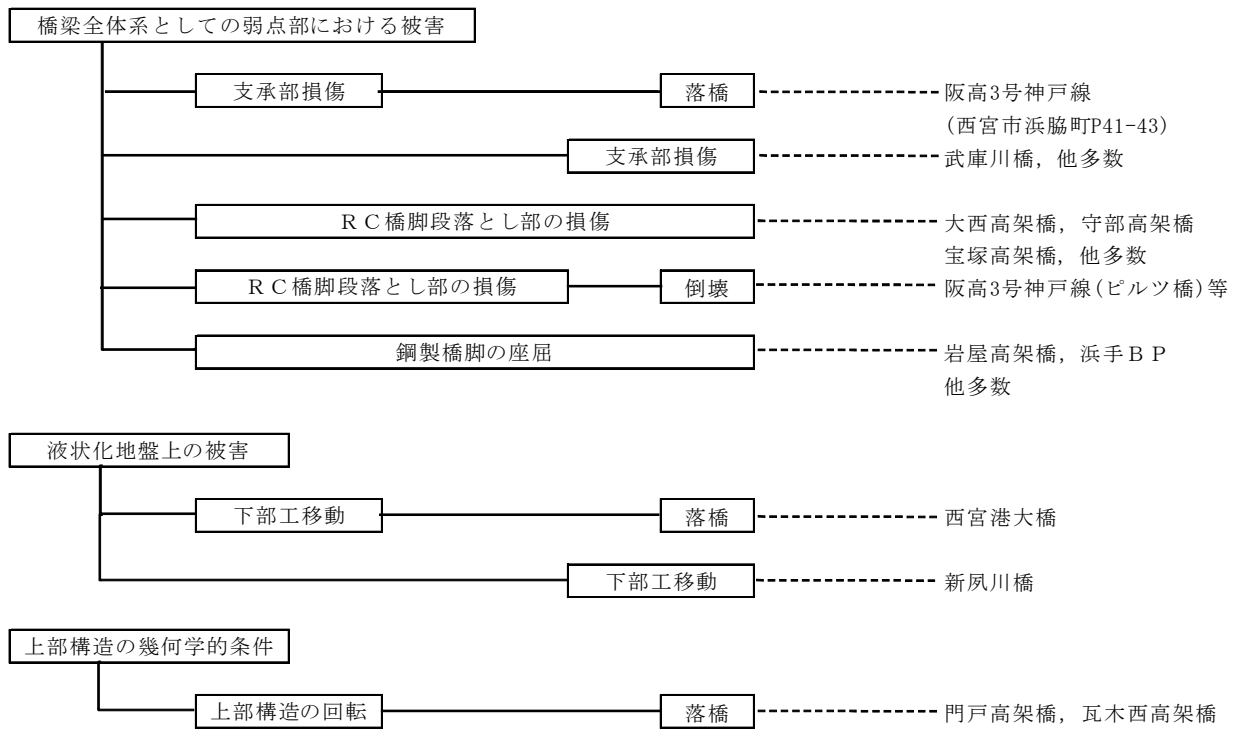 橋梁全体系としての弱点部における被害
支承部損傷 落橋 阪高3号神戸線
(西宮市浜脇町P41-43)
支承部損傷 武庫川橋，他多数
ＲＣ橋脚段落とし部の損傷 大西高架橋，守部高架橋
宝塚高架橋，他多数
ＲＣ橋脚段落とし部の損傷 倒壊 阪高3号神戸線(ピルツ橋)等
鋼製橋脚の座屈 岩屋高架橋，浜手ＢＰ
他多数
液状化地盤上の被害
下部工移動 落橋 西宮港大橋
下部工移動 新夙川橋
上部構造の幾何学的条件
上部構造の回転 落橋 門戸高架橋，瓦木西高架橋